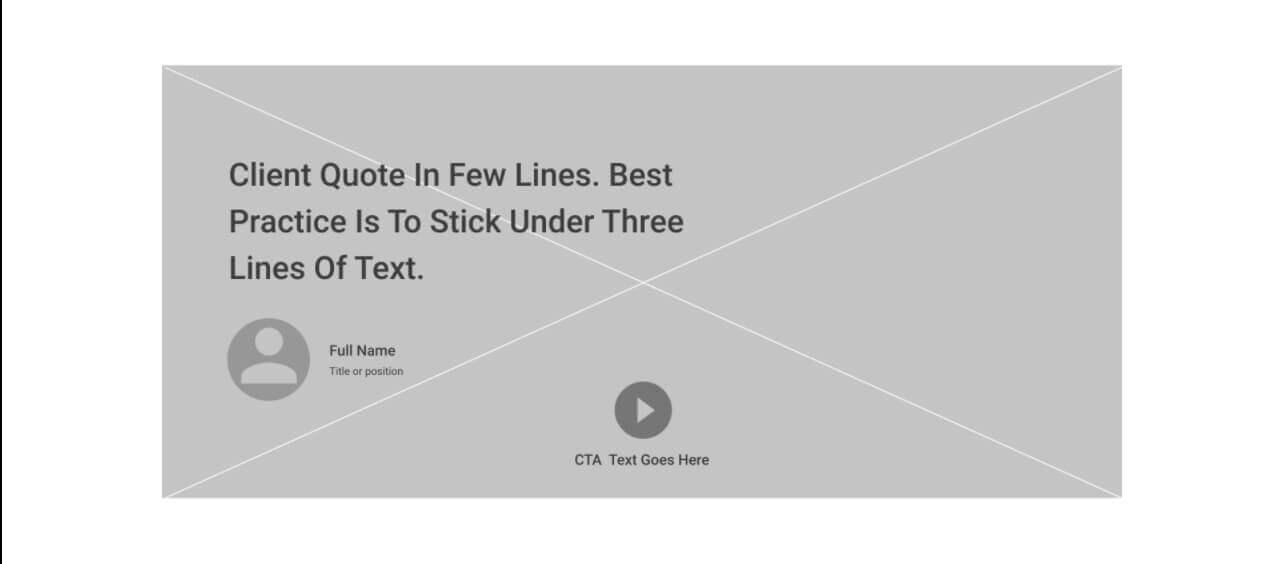 Client Quote In Few Lines. Best
Practice Is To Stick Under Three
Lines Of Text.
Full Name
Title or position
CTA  Text Goes Here